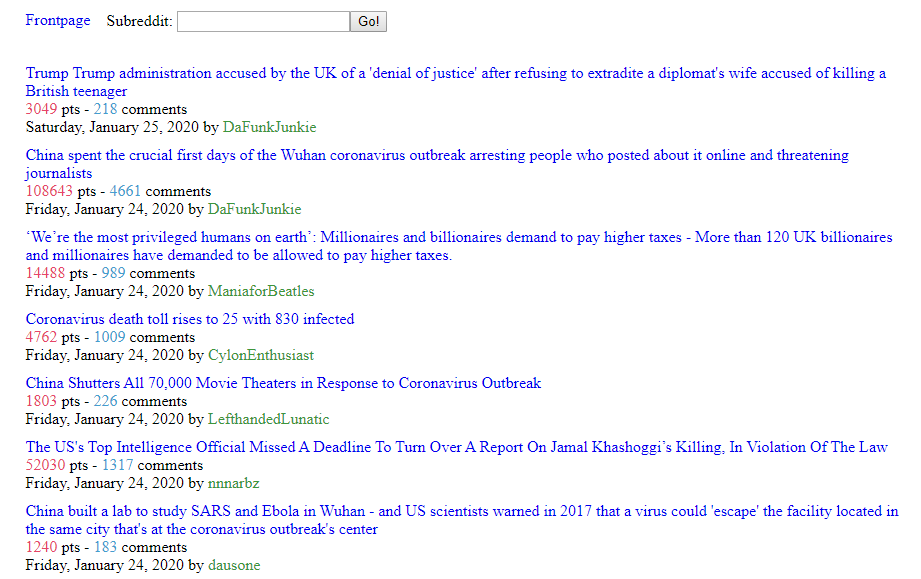 Frontpage Subreddit: Go!
Trump Trump administration accused by the UK of a 'denial of justice' after refusing to extradite a diplomat's wife accused of killing a
British teenager
3049 pts - 218 comments
Saturday, January 25, 2020 by DaFunkJunkie
China spent the crucial first days of the Wuhan coronavirus outbreak arresting people who posted about it online and threatening
journalists
108643 pts - 4661 comments
Friday, January 24, 2020 by DaFunkJunkie
‘We’re the most privileged humans on earth’: Millionaires and billionaires demand to pay higher taxes - More than 120 UK billionaires
and millionaires have demanded to be allowed to pay higher taxes.
14488 pts - 989 comments
Friday, January 24, 2020 by ManiaforBeatles
Coronavirus death toll rises to 25 with 830 infected
4762 pts - 1009 comments
Friday, January 24, 2020 by CylonEnthusiast
China Shutters All 70,000 Movie Theaters in Response to Coronavirus Outbreak
1803 pts - 226 comments
Friday, January 24, 2020 by LefthandedLunatic
The US's Top Intelligence Official Missed A Deadline To Turn Over A Report On Jamal Khashoggi’s Killing, In Violation Of The Law
52030 pts - 1317 comments
Friday, January 24, 2020 by nnnarbz
China built a lab to study SARS and Ebola in Wuhan - and US scientists warned in 2017 that a virus could 'escape' the facility located in
the same city that's at the coronavirus outbreak's center
1240 pts - 183 comments
Friday, January 24, 2020 by dausone